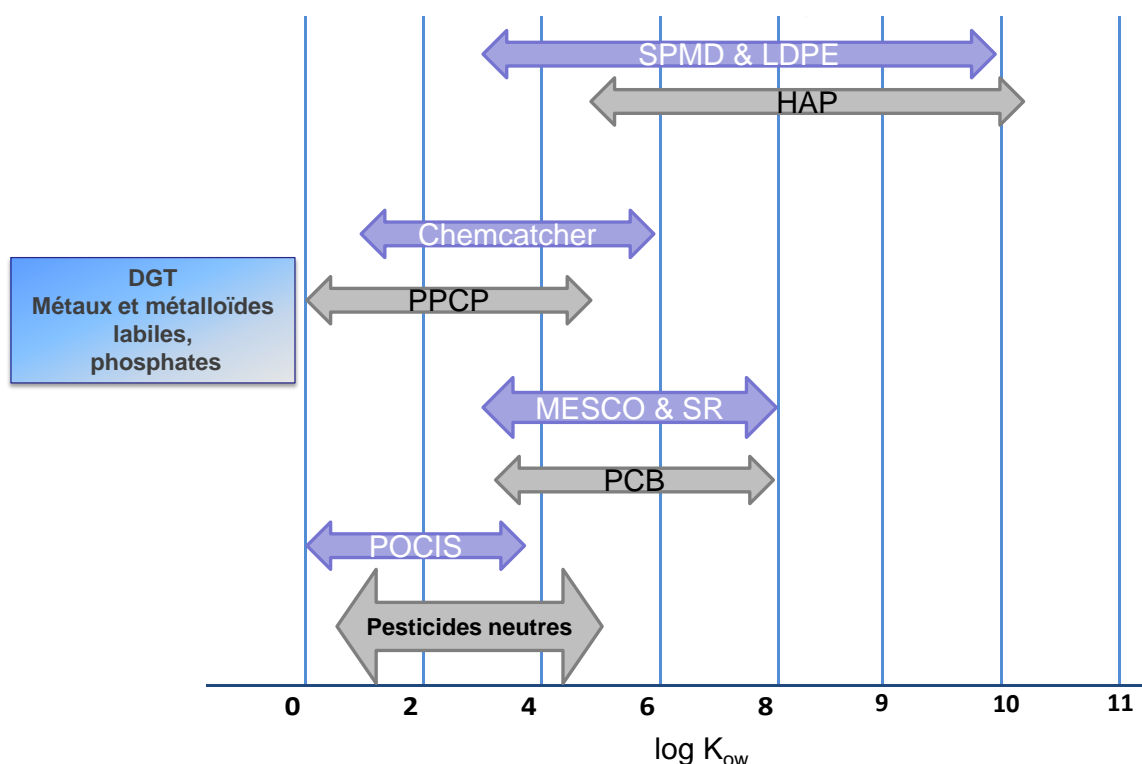 SPMD & LDPE
HAP
Chemcatcher
DGT
Métaux et métalloïdes
labiles,
phosphates
PPCP
MESCO & SR
PCB
POCIS
Pesticides neutres
0 2 4 6 8 9 10 11
log Kow